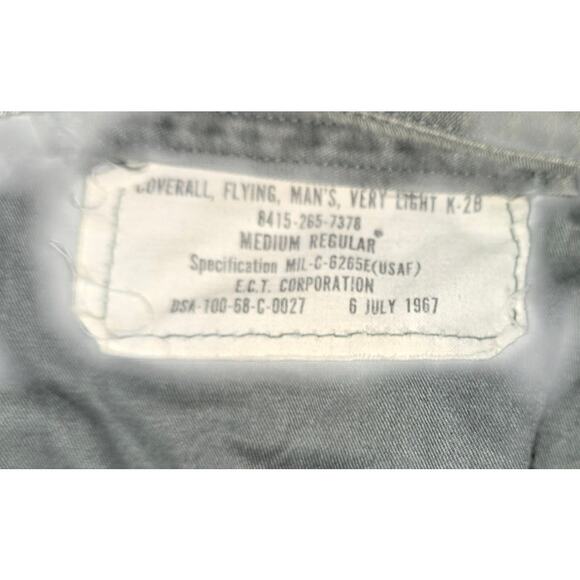 COVERALL, FLYING, MAN'S, VERY LIGHT K-2B
8415-265-7378
MEDIUM REGULAR
Specification MIL-C-6265E(USAF)
E.C.T. CORPORATION
DSA-100-68-C-0027 6 JULY 1967